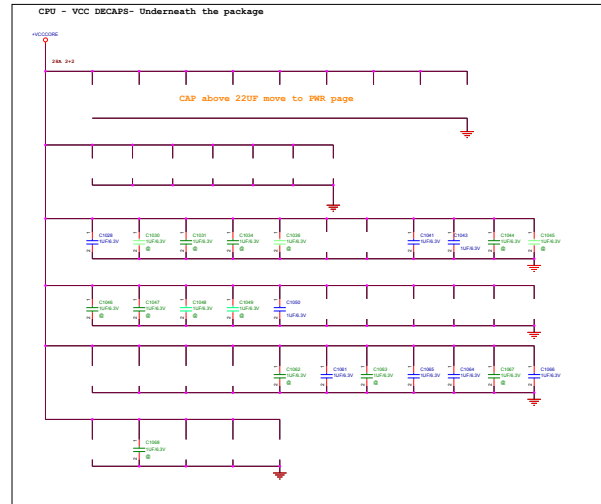 CPU - VCC DECAPS- Underneath the package
+VCCCORE
28A 2+2
CAP above 22UF move to PWR page
C1028
1UF/6.3V
C1030
1UF/6.3V
@
C1031
1UF/6.3V
@
C1034
1UF/6.3V
@
C1036
1UF/6.3V
@
C1041
1UF/6.3V
C1043
1UF/6.3V
C1044
1UF/6.3V
@
C1045
1UF/6.3V
@
C1046
1UF/6.3V
@
C1047
1UF/6.3V
@
C1048
1UF/6.3V
@
C1049
1UF/6.3V
@
C1050
1UF/6.3V
C1062
1UF/6.3V
@
C1061
1UF/6.3V
C1063
1UF/6.3V
@
C1065
1UF/6.3V
C1064
1UF/6.3V
C1067
1UF/6.3V
@
C1066
1UF/6.3V
C1068
1UF/6.3V
@